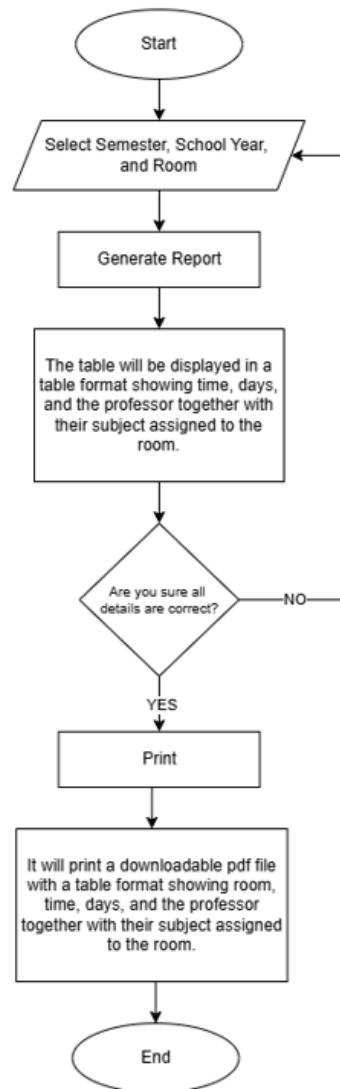 Start
Select Semester, School Year,
and Room
Generate Report
The table will be displayed in a
table format showing time, days,
and the professor together with
their subject assigned to the
room.
Are you sure all
details are correct?
NO
YES
Print
It will print a downloadable pdf file
with a table format showing room,
time, days, and the professor
together with their subject assigned
to the room.
End